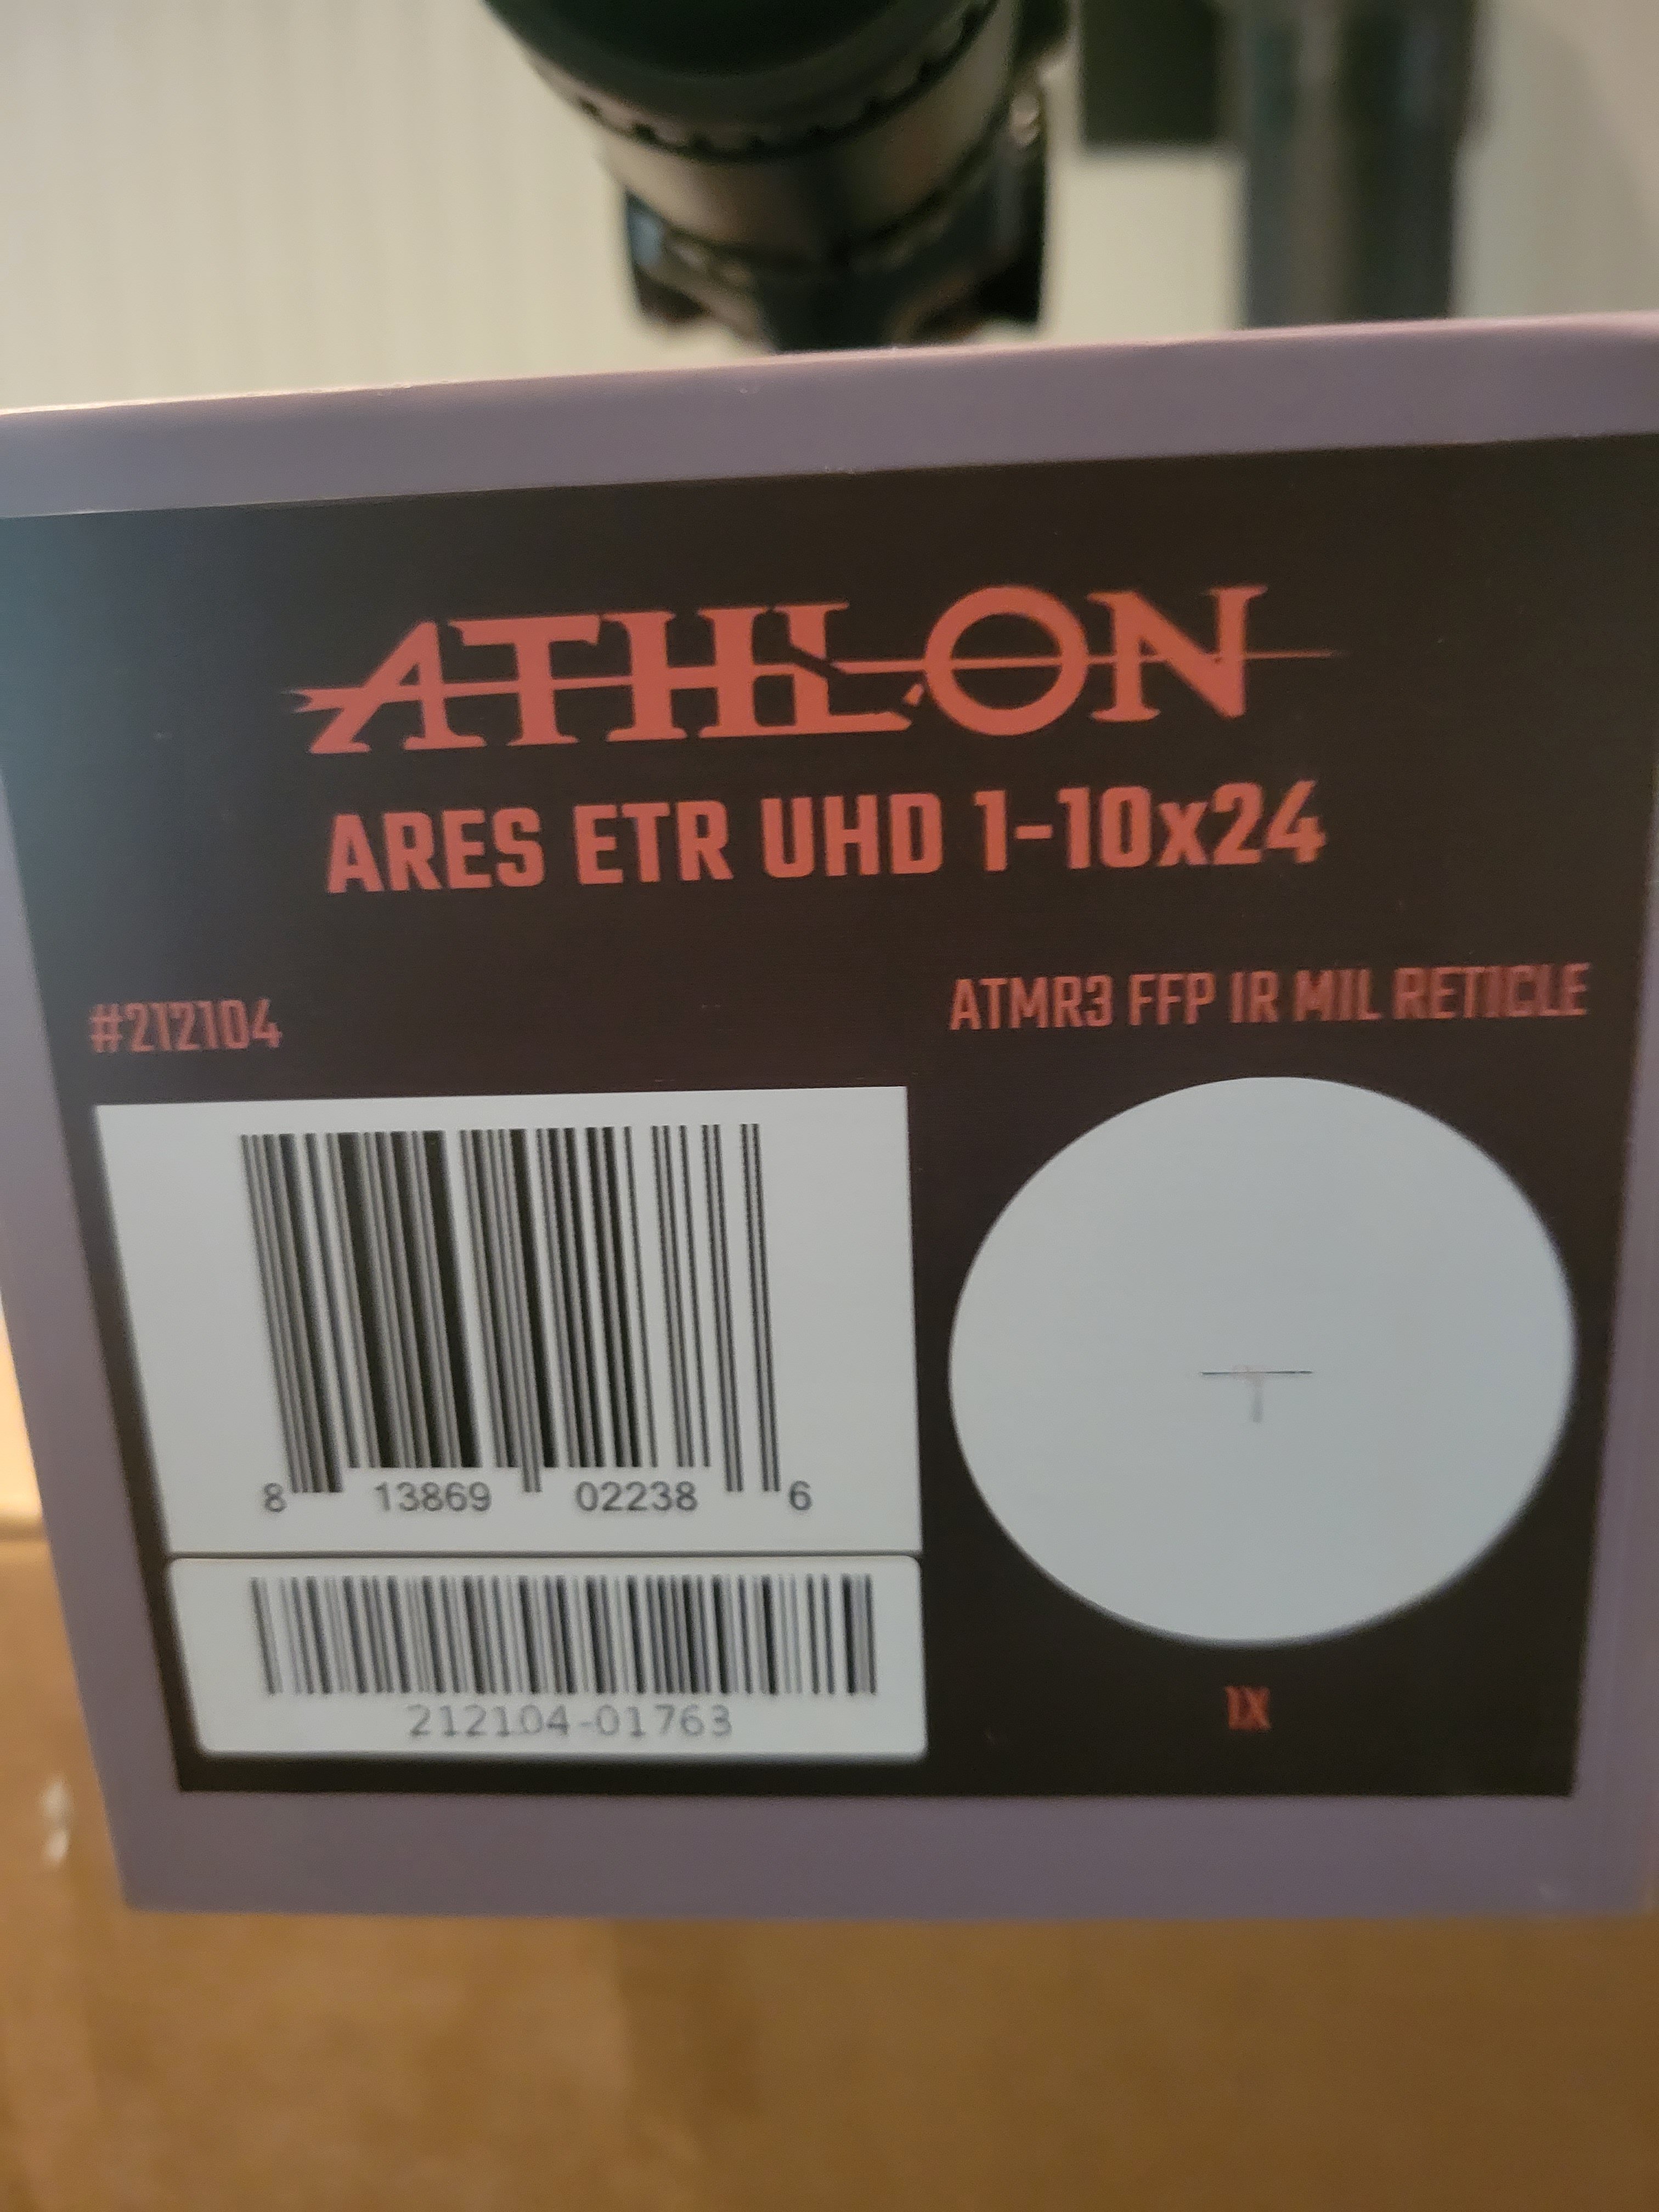 ATHLON
ARES ETR UHD 1-10x24
#212104
ATMR3 FFP IR MIL RETICLE
8 13869 02238 6
212104-01763
1X